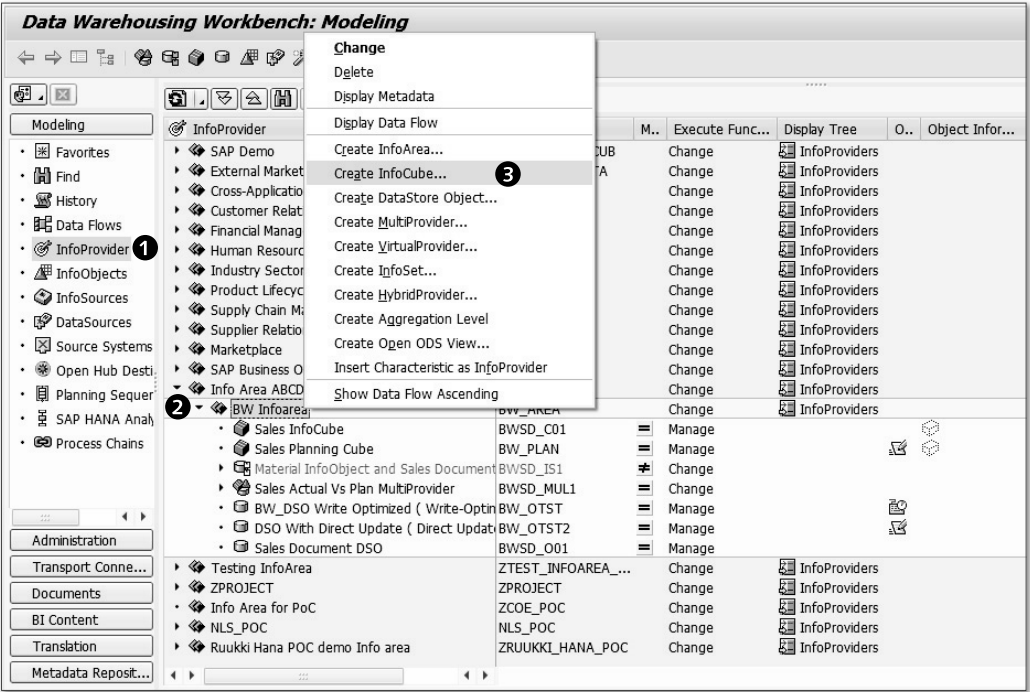 Data Warehousing Workbench: Modeling
Change
Delete
Display Metadata
Display Data Flow
Create InfoArea...
Create InfoCube... 3
Create DataStore Object...
Create MultiProvider...
Create VirtualProvider...
Create InfoSet...
Create HybridProvider...
Create Aggregation Level
Create Open ODS View...
Insert Characteristic as InfoProvider
Show Data Flow Ascending
Modeling
Favorites
Find
History
Data Flows
InfoProvider 1
InfoObjects
InfoSources
DataSources
Source Systems
Open Hub Desti
Planning Sequer
SAP HANA Analy
Process Chains
Administration
Transport Conne...
Documents
BI Content
Translation
Metadata Reposit...
InfoProvider M.. Execute Func... Display Tree O.. Object Infor...
SAP Demo CUB Change InfoProviders
External Market TA Change InfoProviders
Cross-Applicatio Change InfoProviders
Customer Relat Change InfoProviders
Financial Manag Change InfoProviders
Human Resourc Change InfoProviders
Industry Sector Change InfoProviders
Product Lifecyc Change InfoProviders
Supply Chain Ma Change InfoProviders
Supplier Relatio Change InfoProviders
Marketplace Change InfoProviders
SAP Business O Change InfoProviders
Info Area ABCD Change InfoProviders
2 BW Infoarea BW_AREA Change InfoProviders
Sales InfoCube BWSD_C01 = Manage
Sales Planning Cube BW_PLAN = Manage
Material InfoObject and Sales Document BWSD_IS1 ≠ Change
Sales Actual Vs Plan MultiProvider BWSD_MUL1 = Change
BW_DSO Write Optimized ( Write-Optin BW_OTST = Manage
DSO With Direct Update ( Direct Updat BW_OTST2 = Manage
Sales Document DSO BWSD_O01 = Manage
Testing InfoArea ZTEST_INFOAREA_... Change InfoProviders
ZPROJECT ZPROJECT Change InfoProviders
Info Area for PoC ZCOE_POC Change InfoProviders
NLS_POC NLS_POC Change InfoProviders
Ruukki Hana POC demo Info area ZRUUKKI_HANA_POC Change InfoProviders